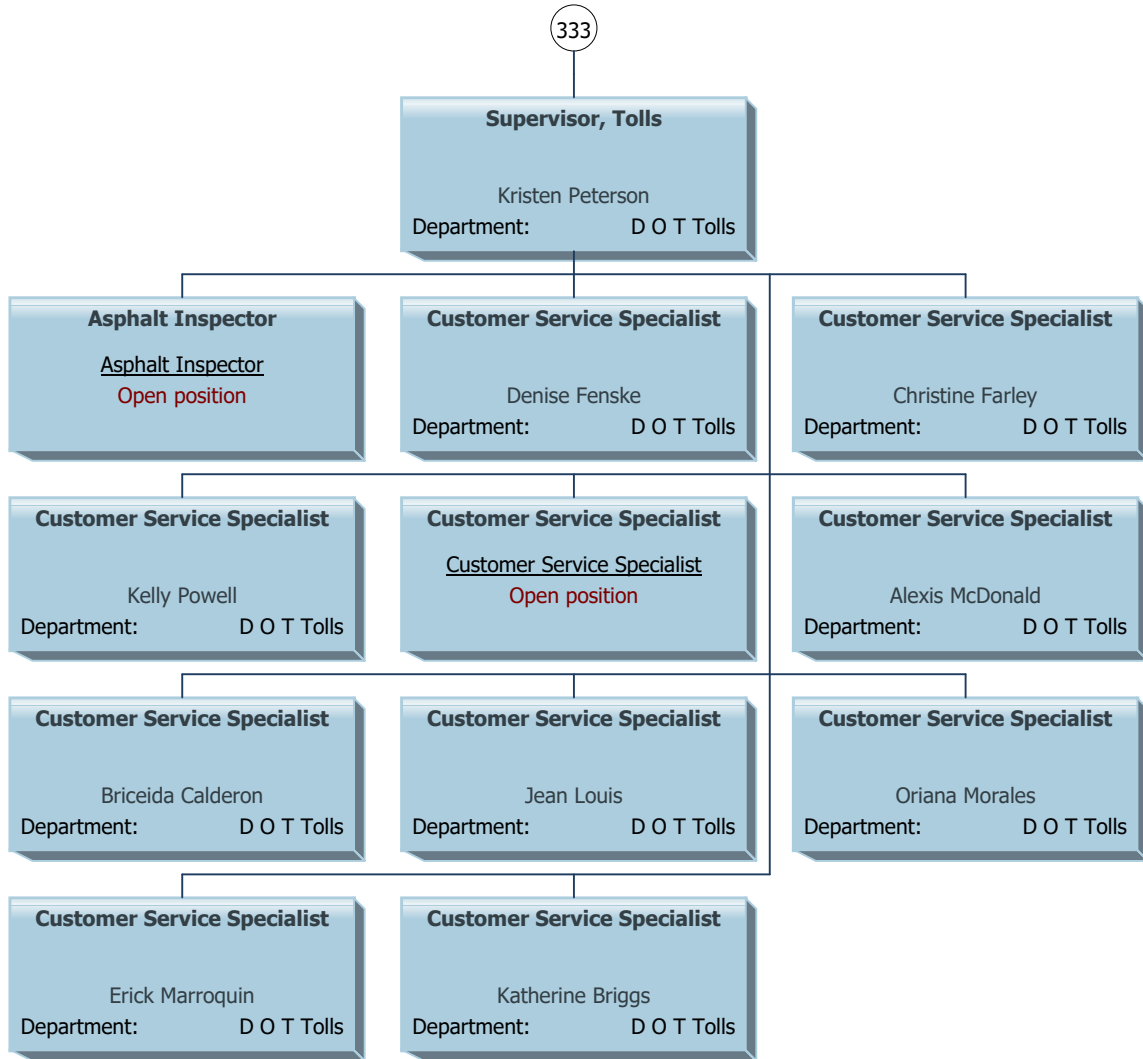 333
Supervisor, Tolls
Kristen Peterson
Department: D O T Tolls
Asphalt Inspector
Asphalt Inspector
Open position
Customer Service Specialist
Denise Fenske
Department: D O T Tolls
Customer Service Specialist
Christine Farley
Department: D O T Tolls
Customer Service Specialist
Kelly Powell
Department: D O T Tolls
Customer Service Specialist
Customer Service Specialist
Open position
Customer Service Specialist
Alexis McDonald
Department: D O T Tolls
Customer Service Specialist
Briceida Calderon
Department: D O T Tolls
Customer Service Specialist
Jean Louis
Department: D O T Tolls
Customer Service Specialist
Oriana Morales
Department: D O T Tolls
Customer Service Specialist
Erick Marroquin
Department: D O T Tolls
Customer Service Specialist
Katherine Briggs
Department: D O T Tolls